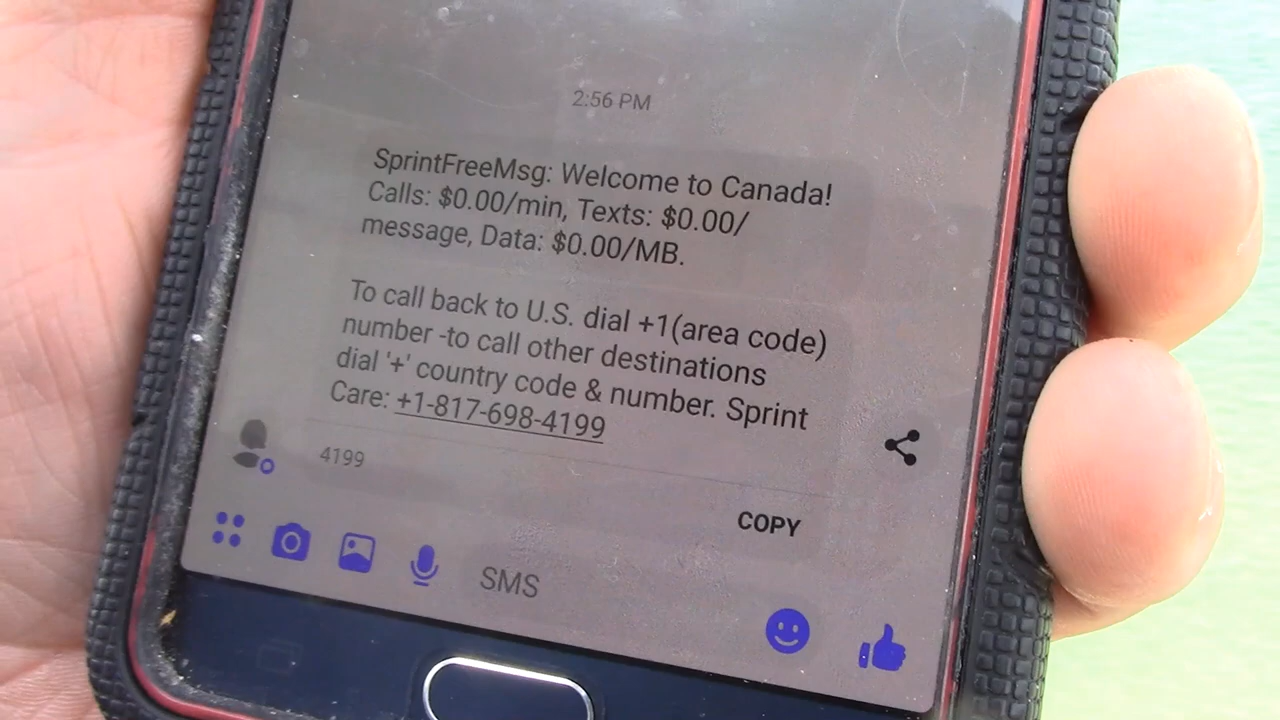 2:56 PM
SprintFreeMsg: Welcome to Canada!
Calls: $0.00/min, Texts: $0.00/
message, Data: $0.00/MB.
To call back to U.S. dial +1(area code)
number -to call other destinations
dial '+' country code & number. Sprint
Care: +1-817-698-4199
4199
COPY
SMS